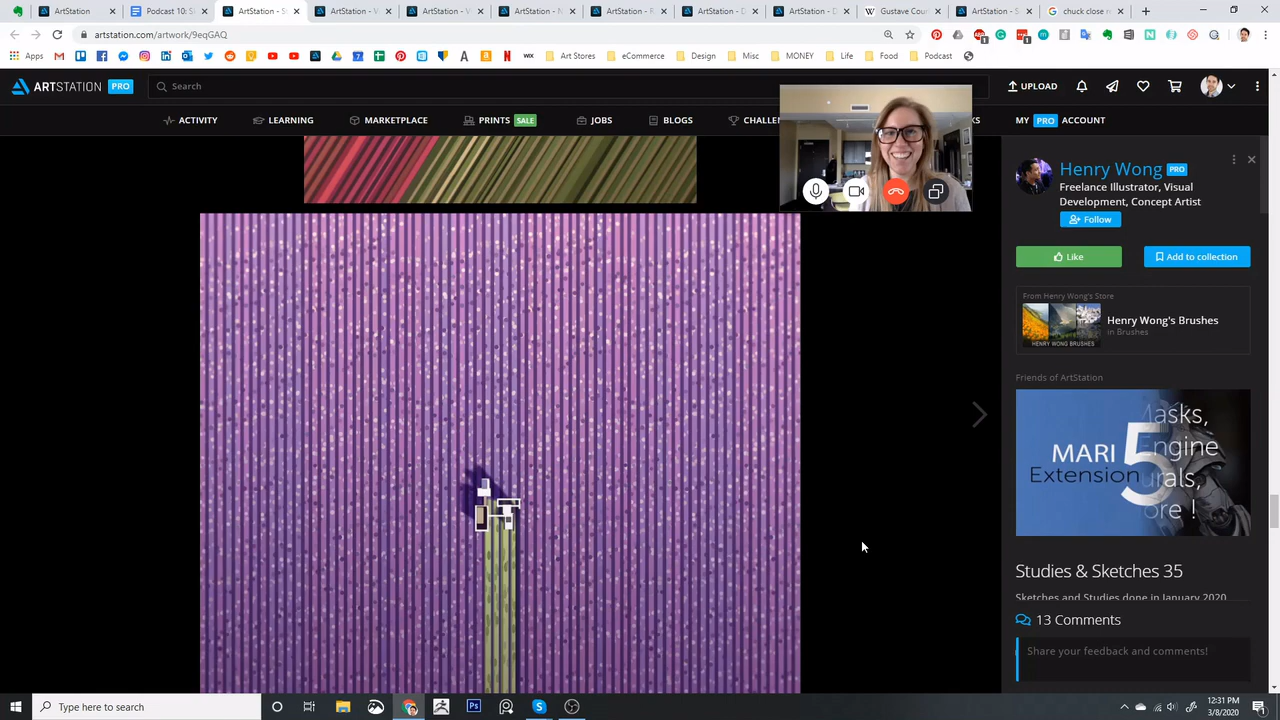 ArtStation
Podcast 10: S
ArtStation - S
ArtStation - V
ArtStation - V
ArtStation - N
ArtStation - F
ArtStation - D
ArtStation - D
Gustave Cour
ArtStation - S
chuck close r
artstation.com/artwork/9eqGAQ
Apps
Art Stores
eCommerce
Design
Misc
MONEY
Life
Food
Podcast
ARTSTATION PRO
Search
UPLOAD
ACTIVITY
LEARNING
MARKETPLACE
PRINTS SALE
JOBS
BLOGS
CHALLEN
KS
MY PRO ACCOUNT
Henry Wong PRO
Freelance Illustrator, Visual
Development, Concept Artist
Follow
Like
Add to collection
From Henry Wong's Store
HENRY WONG BRUSHES
Henry Wong's Brushes
in Brushes
Friends of ArtStation
MARI
Extension
5
Masks,
Engine
urals,
ore !
Studies & Sketches 35
Sketches and Studies done in January 2020
13 Comments
Share your feedback and comments!
Type here to search
12:31 PM
3/8/2020